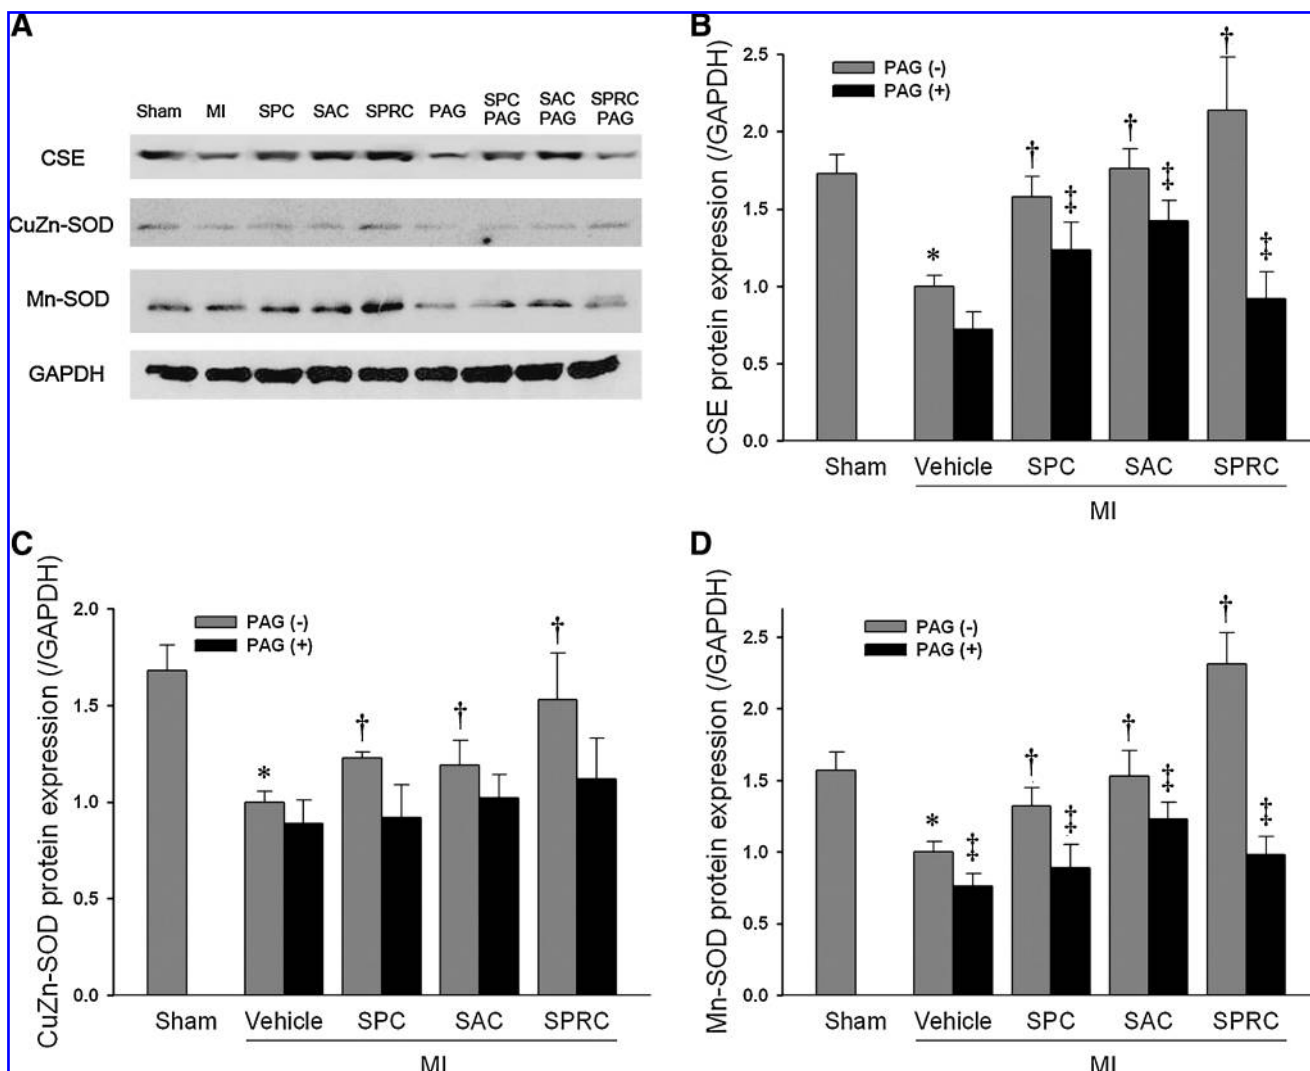 A
Sham MI SPC SAC SPRC PAG SPC PAG SAC PAG SPRC PAG
CSE
CuZn-SOD
Mn-SOD
GAPDH
B
CSE protein expression (/GAPDH)
PAG (-)
PAG (+)
2.5
2.0
1.5
1.0
0.5
0.0
†
†
†
‡
‡
‡
*
Sham Vehicle SPC SAC SPRC
MI
C
CuZn-SOD protein expression (/GAPDH)
PAG (-)
PAG (+)
2.0
1.5
1.0
0.5
0.0
†
†
†
*
Sham Vehicle SPC SAC SPRC
MI
D
Mn-SOD protein expression (/GAPDH)
PAG (-)
PAG (+)
2.5
2.0
1.5
1.0
0.5
0.0
†
†
†
‡
‡
‡
*
‡
Sham Vehicle SPC SAC SPRC
MI